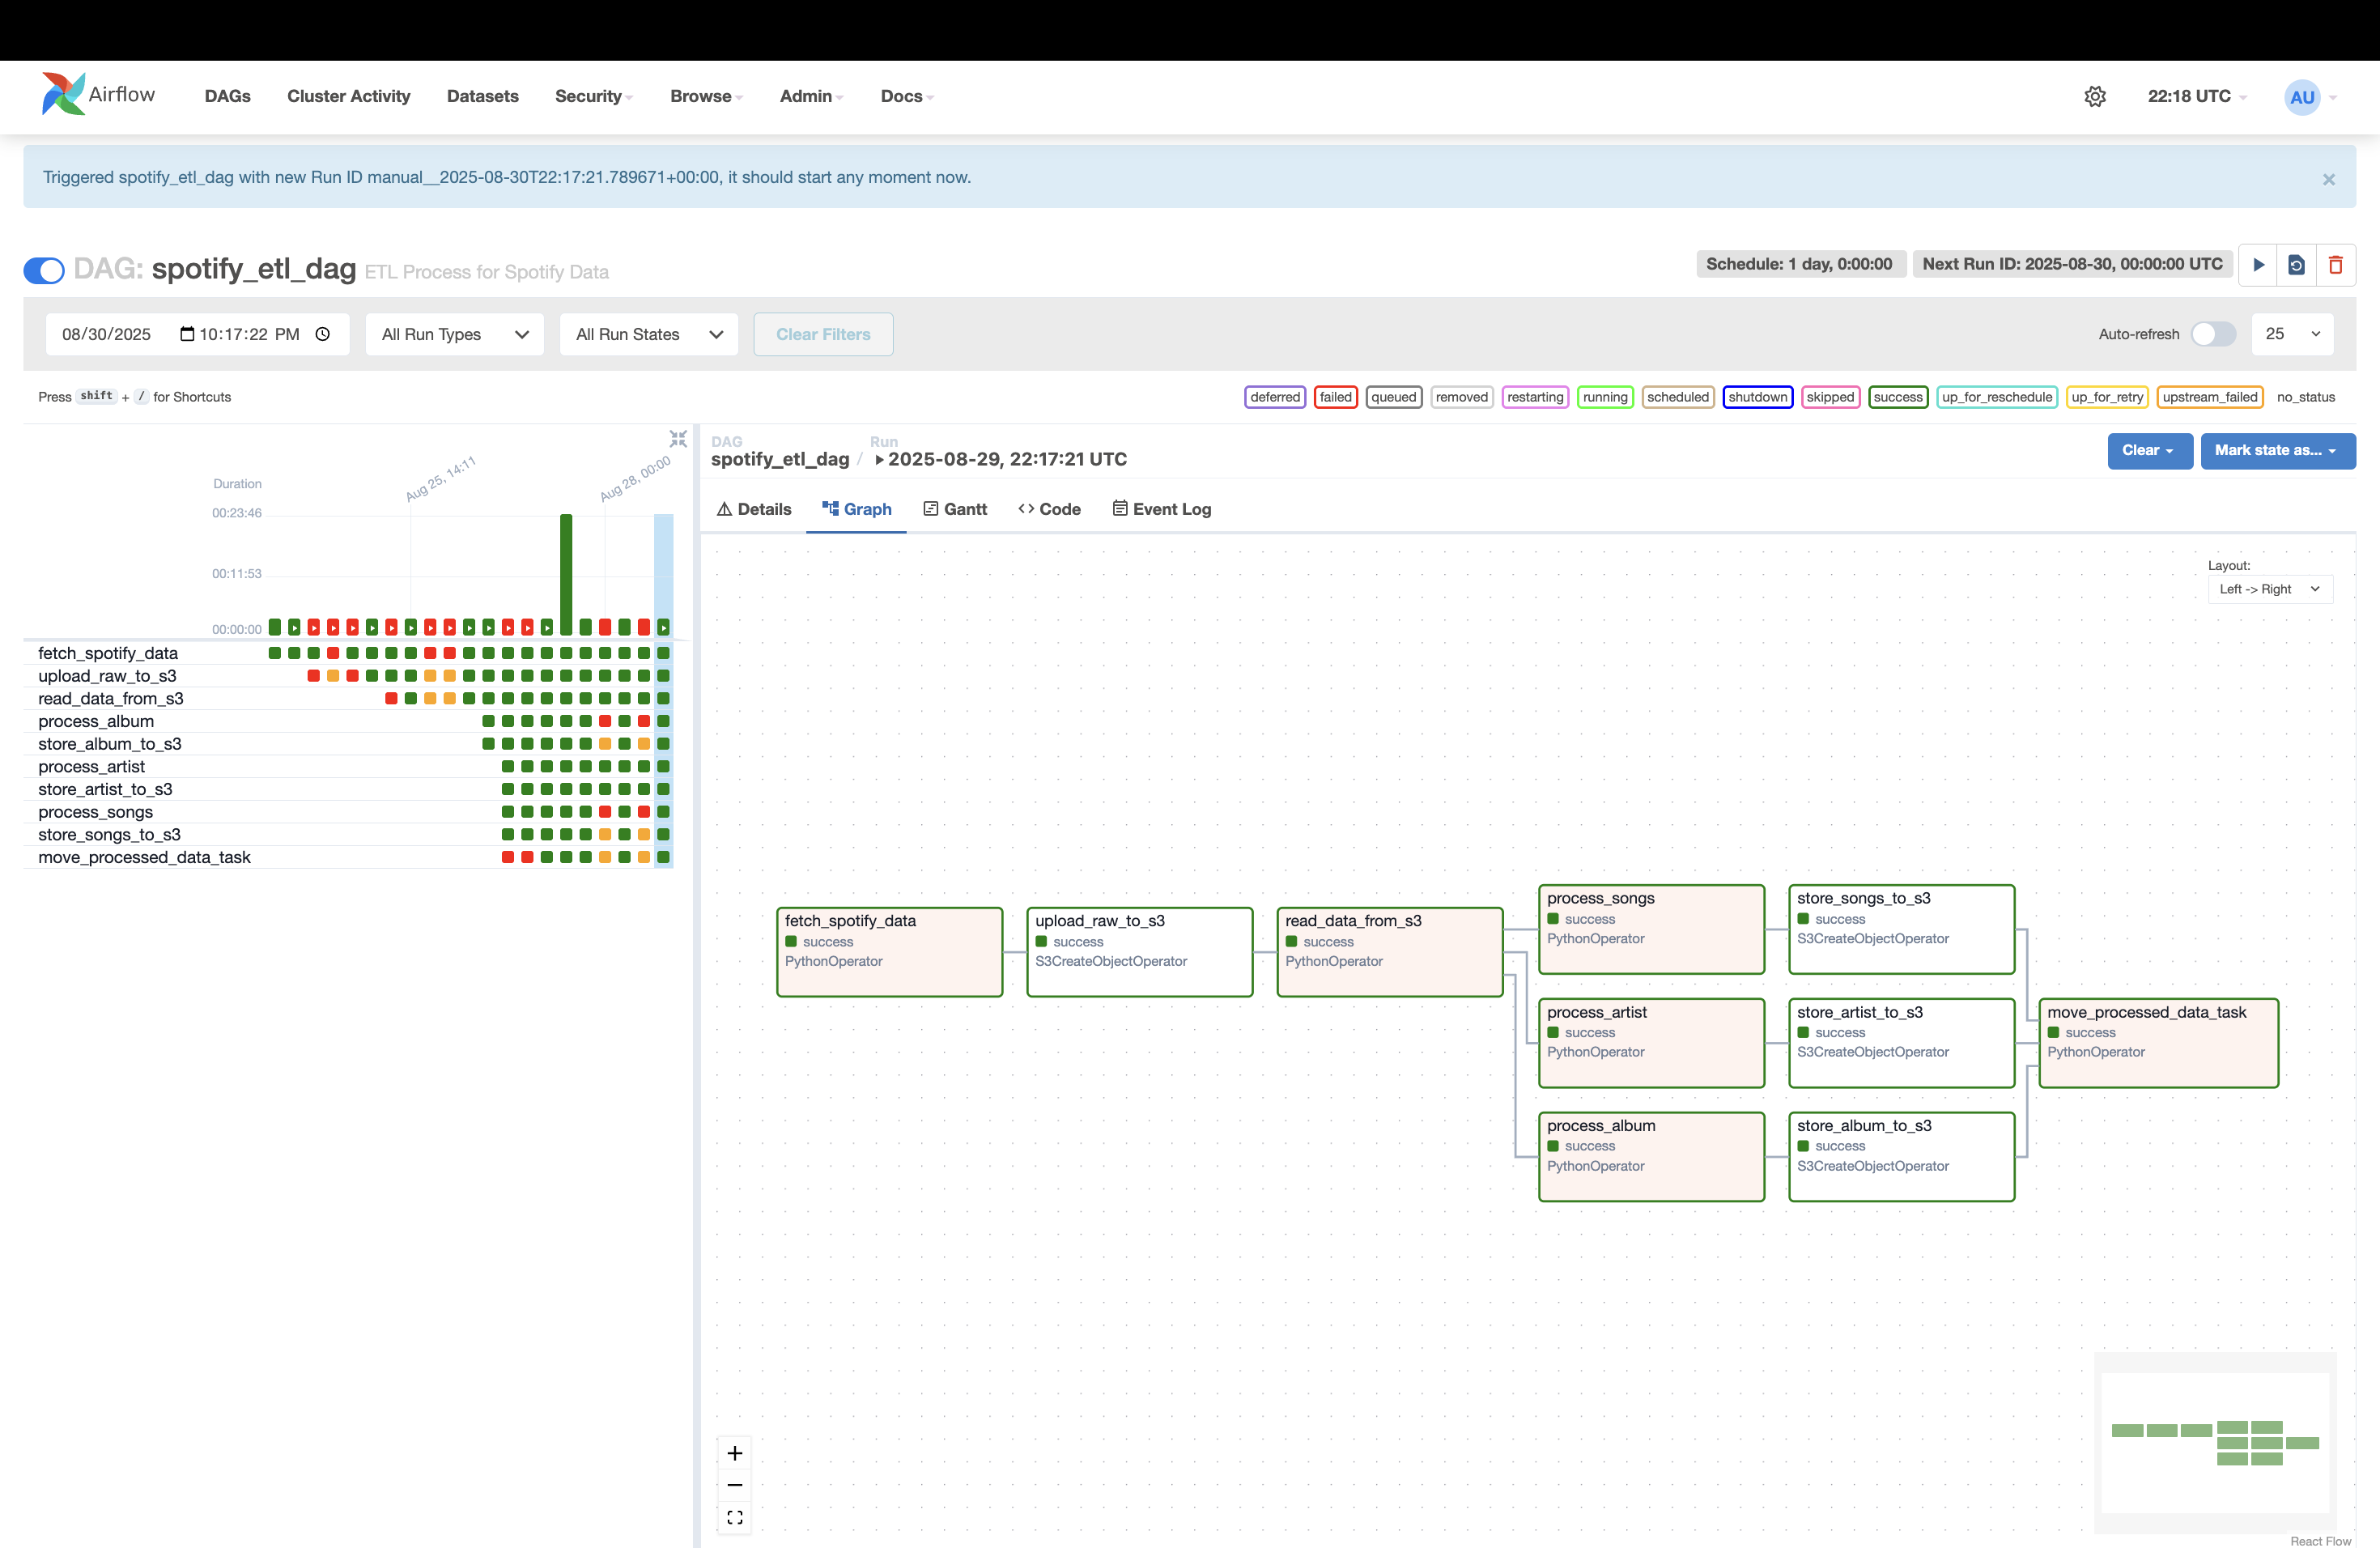 Airflow DAGs Cluster Activity Datasets Security Browse Admin Docs 22:18 UTC AU
Triggered spotify_etl_dag with new Run ID manual__2025-08-30T22:17:21.789671+00:00, it should start any moment now. ×
DAG: spotify_etl_dag ETL Process for Spotify Data Schedule: 1 day, 0:00:00 Next Run ID: 2025-08-30, 00:00:00 UTC
08/30/2025 10:17:22 PM All Run Types All Run States Clear Filters Auto-refresh 25
Press shift + / for Shortcuts deferred failed queued removed restarting running scheduled shutdown skipped success up_for_reschedule up_for_retry upstream_failed no_status
Aug 25, 14:11
Aug 28, 00:00
Duration
00:23:46
00:11:53
00:00:00
fetch_spotify_data
upload_raw_to_s3
read_data_from_s3
process_album
store_album_to_s3
process_artist
store_artist_to_s3
process_songs
store_songs_to_s3
move_processed_data_task
DAG Run
spotify_etl_dag / 2025-08-29, 22:17:21 UTC
Clear Mark state as...
Details Graph Gantt Code Event Log
Layout:
Left -> Right
fetch_spotify_data
success
PythonOperator
upload_raw_to_s3
success
S3CreateObjectOperator
read_data_from_s3
success
PythonOperator
process_songs
success
PythonOperator
store_songs_to_s3
success
S3CreateObjectOperator
process_artist
success
PythonOperator
store_artist_to_s3
success
S3CreateObjectOperator
move_processed_data_task
success
PythonOperator
process_album
success
PythonOperator
store_album_to_s3
success
S3CreateObjectOperator
React Flow